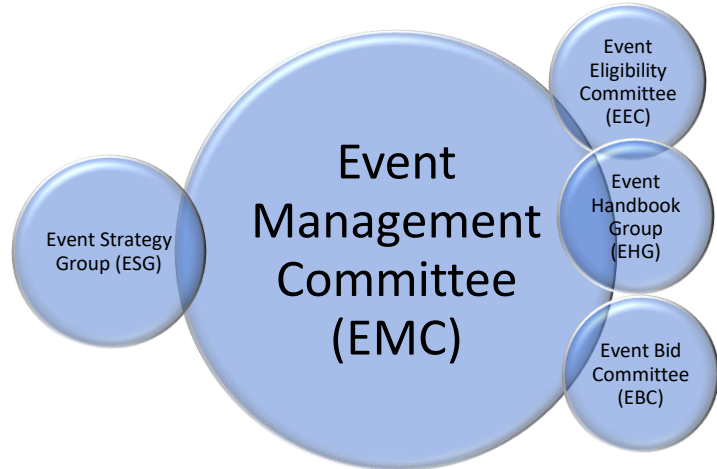 Event
Management
Committee
(EMC)
Event Strategy
Group (ESG)
Event
Eligibility
Committee
(EEC)
Event
Handbook
Group
(EHG)
Event Bid
Committee
(EBC)